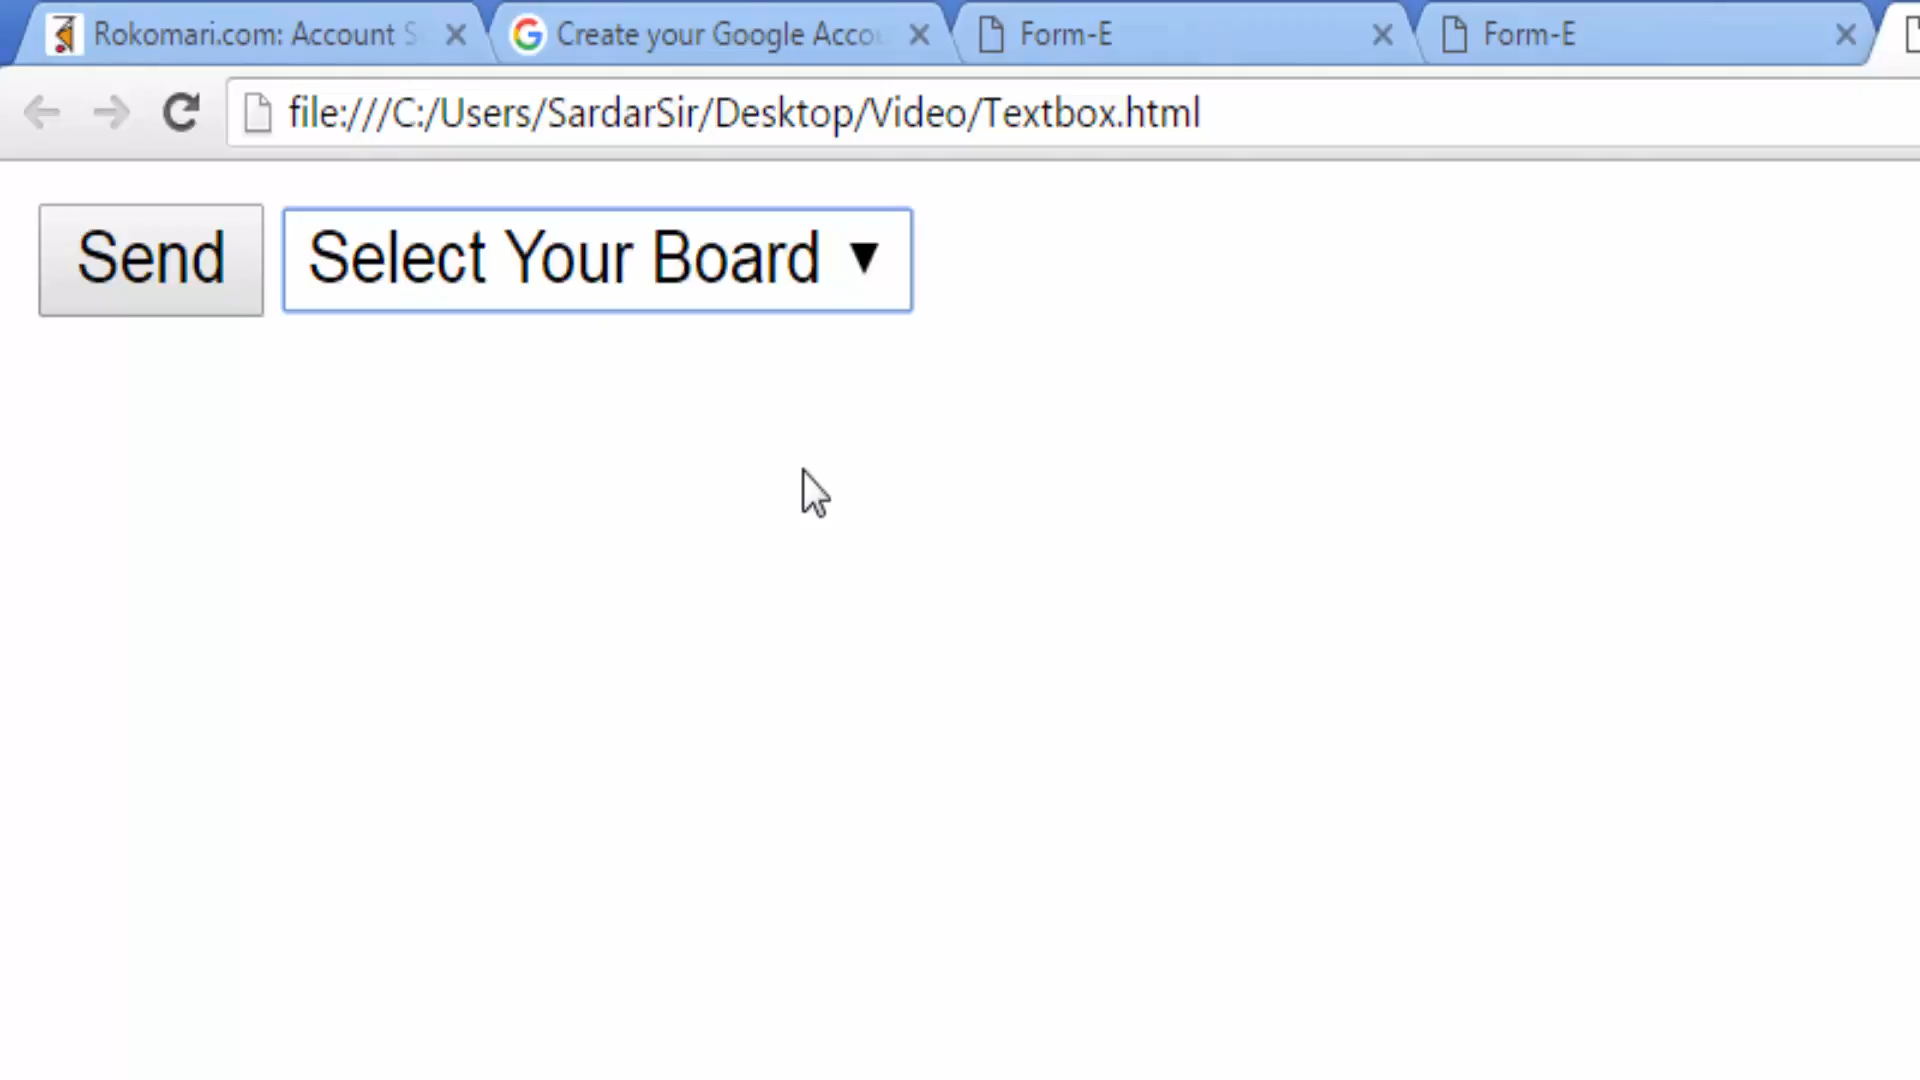 Rokomari.com: Account S
Create your Google Accou
Form-E
Form-E
file:///C:/Users/SardarSir/Desktop/Video/Textbox.html
Send
Select Your Board